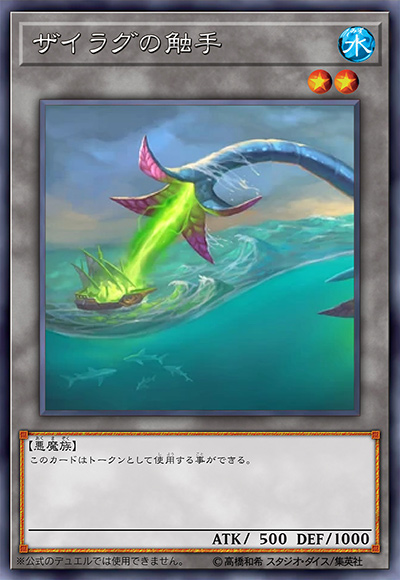 ザイラグの触手
水
【悪魔族】
このカードはトークンとして使用する事ができる。
ATK/ 500 DEF/1000
※公式のデュエルでは使用できません。
©高橋和希 スタジオ・ダイス/集英社